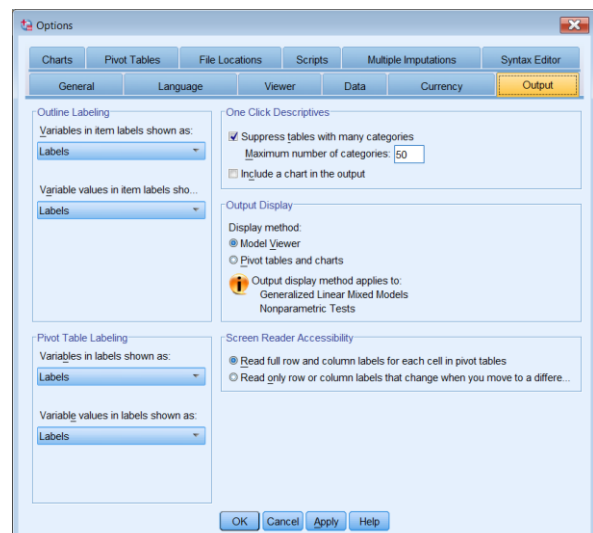 Options
Charts
Pivot Tables
File Locations
Scripts
Multiple Imputations
Syntax Editor
General
Language
Viewer
Data
Currency
Output
Outline Labeling
Variables in item labels shown as:
Labels
Variable values in item labels sho...
Labels
One Click Descriptives
Suppress tables with many categories
Maximum number of categories: 50
Include a chart in the output
Output Display
Display method:
Model Viewer
Pivot tables and charts
Output display method applies to:
Generalized Linear Mixed Models
Nonparametric Tests
Pivot Table Labeling
Variables in labels shown as:
Labels
Variable values in labels shown as:
Labels
Screen Reader Accessibility
Read full row and column labels for each cell in pivot tables
Read only row or column labels that change when you move to a differe...
OK
Cancel
Apply
Help